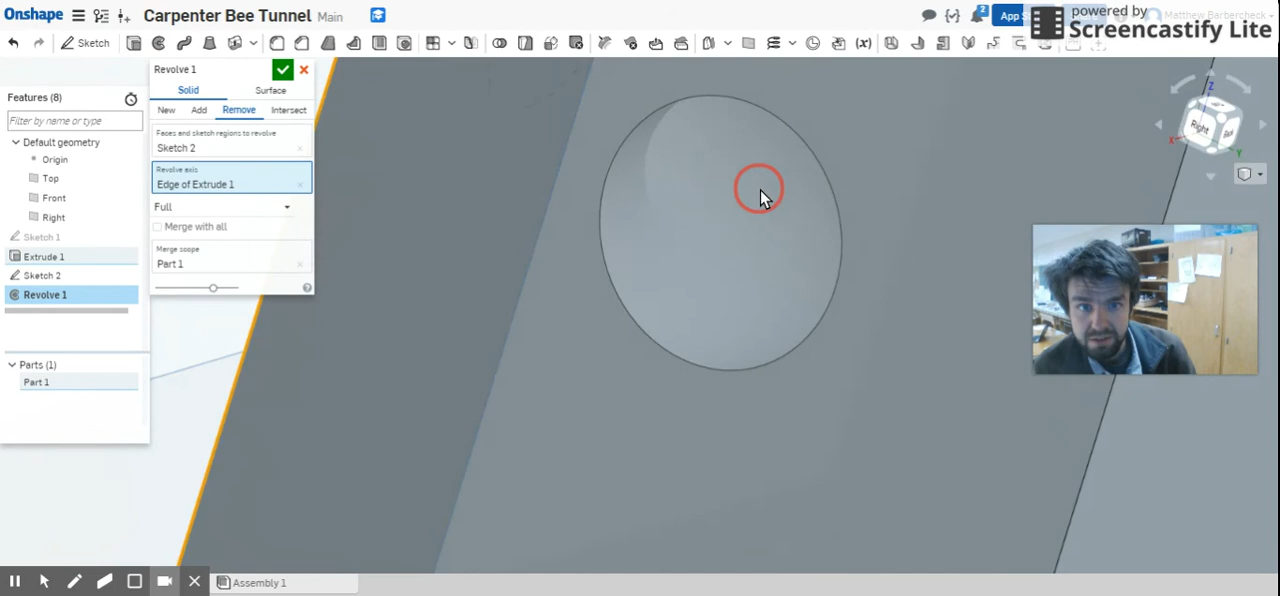 Onshape
Carpenter Bee Tunnel Main
App
Matthew Barbercheck
powered by
Screencastify Lite
2
Sketch
(x)
Revolve 1
Solid
Surface
New
Add
Remove
Intersect
Faces and sketch regions to revolve
Sketch 2
Revolve axis
Edge of Extrude 1
Full
Merge with all
Merge scope
Part 1
Features (8)
Filter by name or type
Default geometry
Origin
Top
Front
Right
Sketch 1
Extrude 1
Sketch 2
Revolve 1
Parts (1)
Part 1
Z
Right
Back
X
Y
Assembly 1